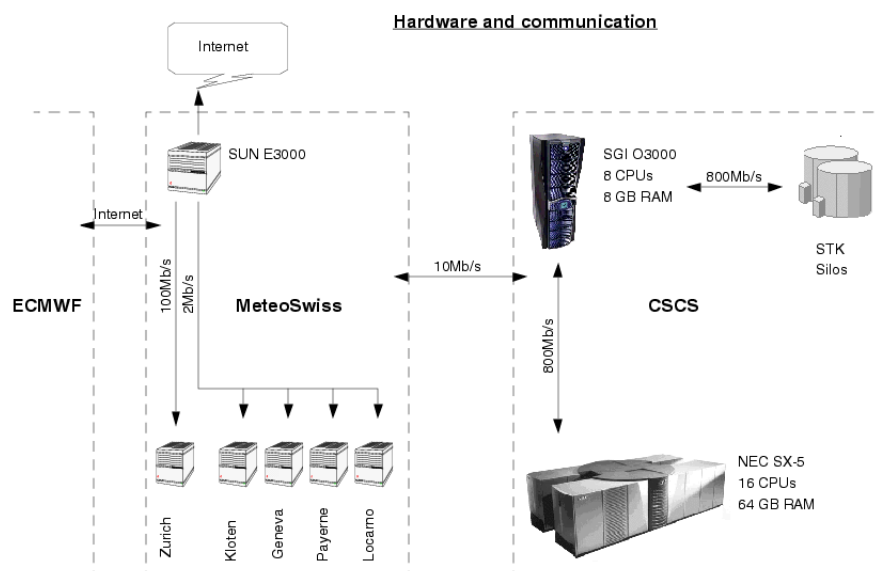 Hardware and communication
Internet
SUN E3000
SGI O3000
8 CPUs
8 GB RAM
800Mb/s
STK
Silos
Internet
100Mb/s
2Mb/s
10Mb/s
ECMWF
MeteoSwiss
CSCS
800Mb/s
NEC SX-5
16 CPUs
64 GB RAM
Zurich
Kloten
Geneva
Payerne
Locarno